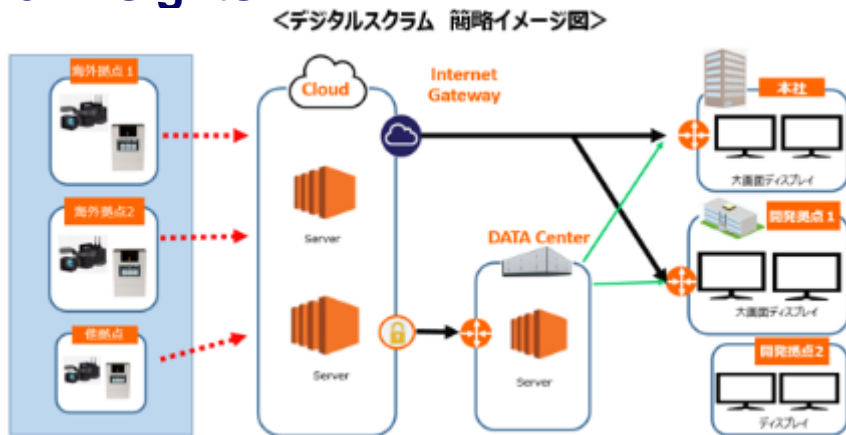 <デジタルスクラム 簡略イメージ図>
海外拠点1
海外拠点2
他拠点
Cloud
Server
Server
Internet
Gateway
DATA Center
Server
本社
大画面ディスプレイ
開発拠点1
大画面ディスプレイ
開発拠点2
ディスプレイ